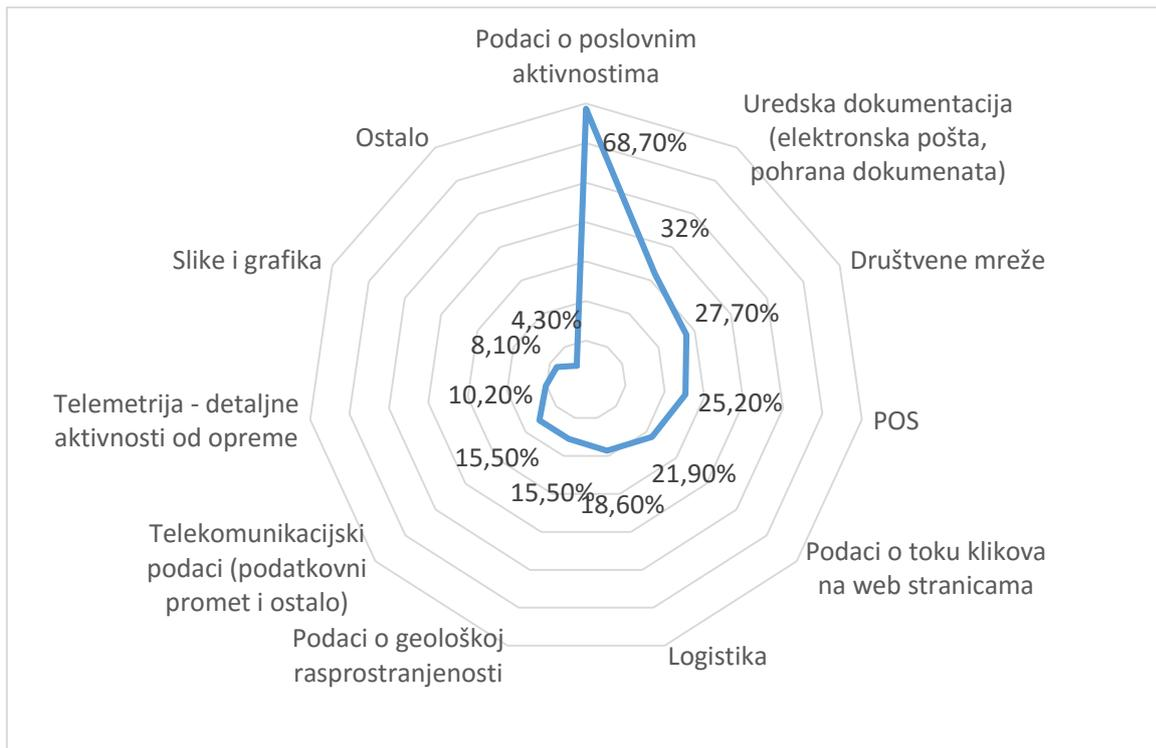 Podaci o poslovnim
aktivnostima
Uredska dokumentacija
(elektronska pošta,
pohrana dokumenata)
Društvene mreže
POS
Podaci o toku klikova
na web stranicama
Logistika
Podaci o geološkoj
rasprostranjenosti
Telekomunikacijski
podaci (podatkovni
promet i ostalo)
Telemetrija - detaljne
aktivnosti od opreme
Slike i grafika
Ostalo
68,70%
32%
27,70%
25,20%
21,90%
18,60%
15,50%
15,50%
10,20%
8,10%
4,30%